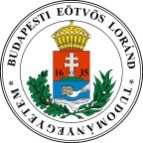 BUDAPESTI EÖTVÖS LORÁND
TUDOMÁNYEGYETEM
16 35